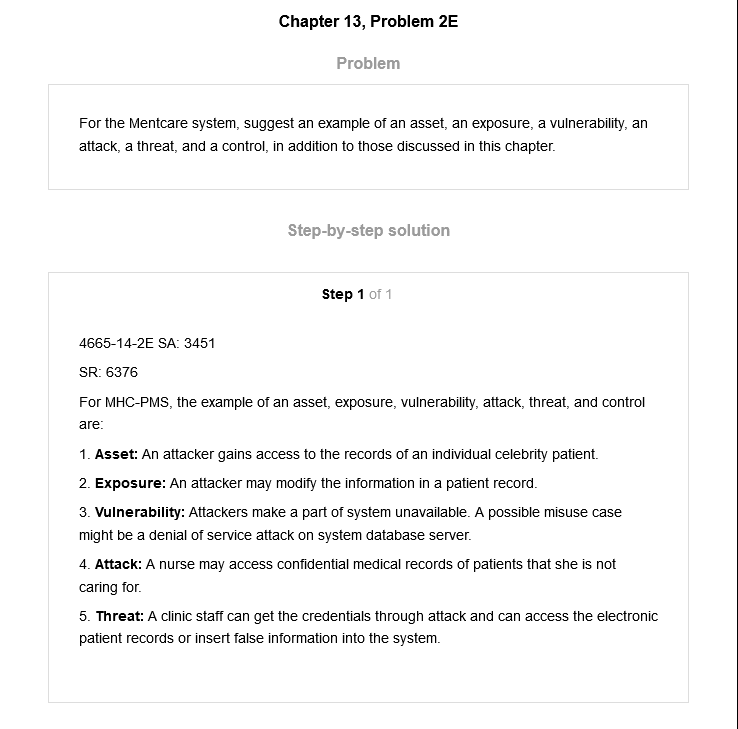 Chapter 13, Problem 2E
Problem
For the Mentcare system, suggest an example of an asset, an exposure, a vulnerability, an
attack, a threat, and a control, in addition to those discussed in this chapter.
Step-by-step solution
Step 1 of 1
4665-14-2E SA: 3451
SR: 6376
For MHC-PMS, the example of an asset, exposure, vulnerability, attack, threat, and control
are:
1. Asset: An attacker gains access to the records of an individual celebrity patient.
2. Exposure: An attacker may modify the information in a patient record.
3. Vulnerability: Attackers make a part of system unavailable. A possible misuse case
might be a denial of service attack on system database server.
4. Attack: A nurse may access confidential medical records of patients that she is not
caring for.
5. Threat: A clinic staff can get the credentials through attack and can access the electronic
patient records or insert false information into the system.